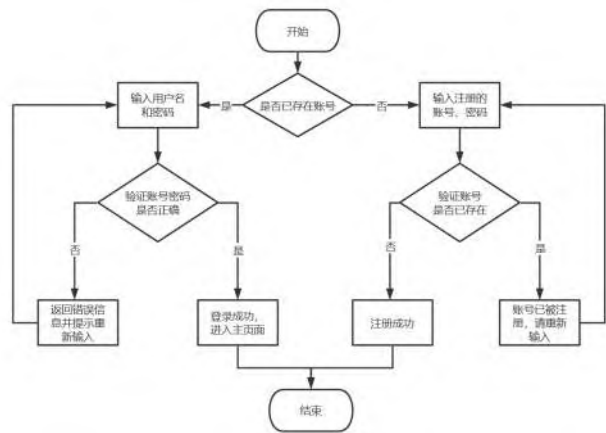 开始
输入用户名
和密码
是
是否已存在账号
否
输入注册的
账号、密码
验证账号密码
是否正确
验证账号
是否已存在
否
是
否
是
返回错误信
息并提示重
新输入
登录成功，
进入主页面
注册成功
账号已被注
册，请重新
输入
结束